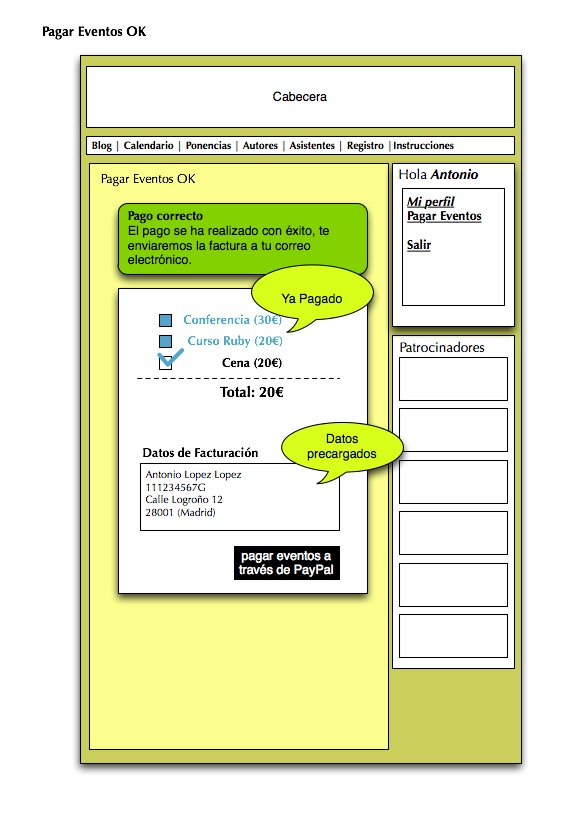 Pagar Eventos OK
Cabecera
Blog | Calendario | Ponencias | Autores | Asistentes | Registro | Instrucciones
Pagar Eventos OK
Pago correcto
El pago se ha realizado con éxito, te
enviaremos la factura a tu correo
electrónico.
Ya Pagado
Conferencia (30€)
Curso Ruby (20€)
Cena (20€)
Total: 20€
Datos
precargados
Datos de Facturación
Antonio Lopez Lopez
111234567G
Calle Logroño 12
28001 (Madrid)
pagar eventos a
través de PayPal
Hola Antonio
Mi perfil
Pagar Eventos
Salir
Patrocinadores